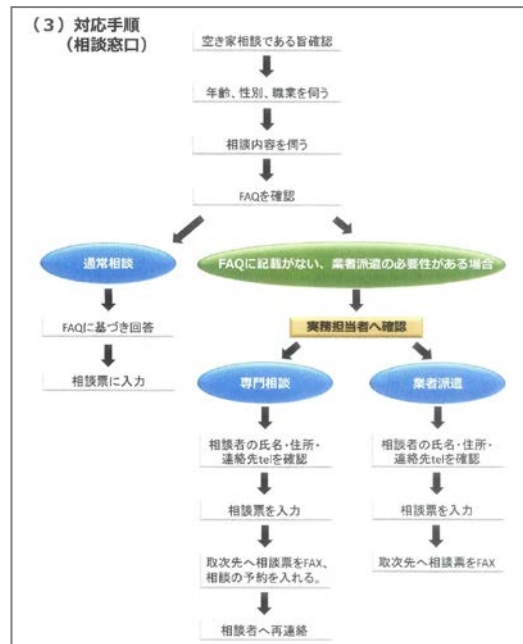 (3)対応手順
(相談窓口)
空き家相談である旨確認
年齢、性別、職業を伺う
相談内容を伺う
FAQを確認
通常相談
FAQに記載がない、業者派遣の必要性がある場合
FAQに基づき回答
相談票に入力
実務担当者へ確認
専門相談
業者派遣
相談者の氏名・住所・
連絡先telを確認
相談者の氏名・住所・
連絡先telを確認
相談票を入力
相談票を入力
取次先へ相談票をFAX、
相談の予約を入れる。
取次先へ相談票をFAX
相談者へ再連絡